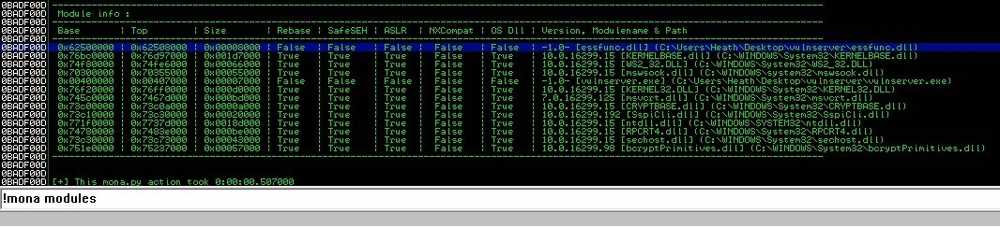 0BADF00D ----------------------------------------------------------------------
0BADF00D Module info :
0BADF00D ----------------------------------------------------------------------
0BADF00D Base | Top | Size | Rebase | SafeSEH | ASLR | NXCompat | OS Dll | Version, Modulename & Path
0BADF00D ----------------------------------------------------------------------
0BADF00D 0x62500000 | 0x62508000 | 0x00008000 | False | False | False | False | False | -1.0- [essfunc.dll] (C:\Users\Heath\Desktop\vulnserver\essfunc.dll)
0BADF00D 0x76bc0000 | 0x76d97000 | 0x001d7000 | True | True | True | False | True | 10.0.16299.15 [KERNELBASE.dll] (C:\WINDOWS\System32\KERNELBASE.dll)
0BADF00D 0x74f80000 | 0x74fe6000 | 0x00066000 | True | True | True | False | True | 10.0.16299.15 [WS2_32.DLL] (C:\WINDOWS\System32\WS2_32.DLL)
0BADF00D 0x70300000 | 0x70355000 | 0x00055000 | True | True | True | False | True | 10.0.16299.15 [mswsock.dll] (C:\WINDOWS\system32\mswsock.dll)
0BADF00D 0x00400000 | 0x00407000 | 0x00007000 | False | False | False | False | False | -1.0- [vulnserver.exe] (C:\Users\Heath\Desktop\vulnserver\vulnserver.exe)
0BADF00D 0x76f20000 | 0x76ff0000 | 0x000d0000 | True | True | True | False | True | 10.0.16299.15 [KERNEL32.DLL] (C:\WINDOWS\System32\KERNEL32.DLL)
0BADF00D 0x745c0000 | 0x7467d000 | 0x000bd000 | True | True | True | False | True | 7.0.16299.125 [msvcrt.dll] (C:\WINDOWS\System32\msvcrt.dll)
0BADF00D 0x73c00000 | 0x73c0a000 | 0x0000a000 | True | True | True | False | True | 10.0.16299.15 [CRYPTBASE.dll] (C:\WINDOWS\System32\CRYPTBASE.dll)
0BADF00D 0x73c10000 | 0x73c30000 | 0x00020000 | True | True | True | False | True | 10.0.16299.192 [SspiCli.dll] (C:\WINDOWS\System32\SspiCli.dll)
0BADF00D 0x771f0000 | 0x7737d000 | 0x0018d000 | True | True | True | False | True | 10.0.16299.15 [ntdll.dll] (C:\WINDOWS\SYSTEM32\ntdll.dll)
0BADF00D 0x74780000 | 0x7483e000 | 0x000be000 | True | True | True | False | True | 10.0.16299.15 [RPCRT4.dll] (C:\WINDOWS\System32\RPCRT4.dll)
0BADF00D 0x73c30000 | 0x73c73000 | 0x00043000 | True | True | True | False | True | 10.0.16299.15 [sechost.dll] (C:\WINDOWS\System32\sechost.dll)
0BADF00D 0x751e0000 | 0x75237000 | 0x00057000 | True | True | True | False | True | 10.0.16299.98 [bcryptPrimitives.dll] (C:\WINDOWS\System32\bcryptPrimitives.dll)
0BADF00D ----------------------------------------------------------------------
0BADF00D
0BADF00D
0BADF00D [+] This mona.py action took 0:00:00.507000
!mona modules